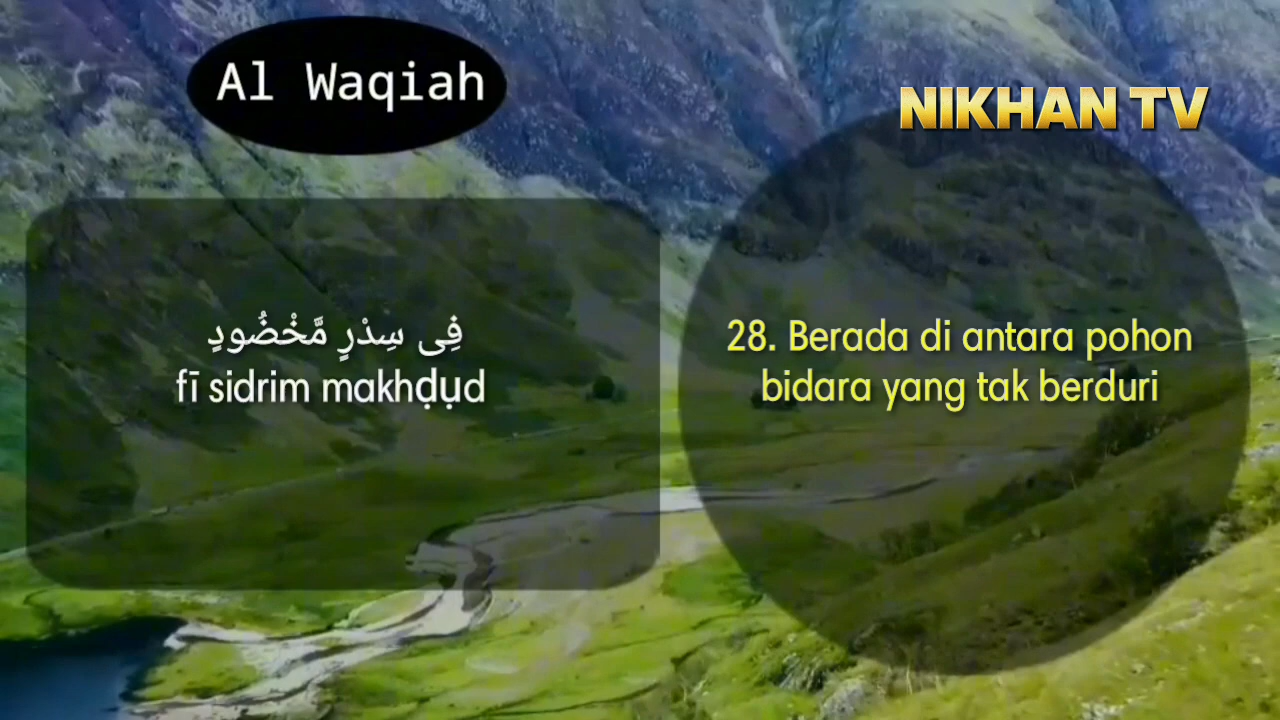 Al Waqiah
NIKHAN TV
فِى سِدْرٍ مَّخْضُودٍ
fī sidrim makhḍụd
28. Berada di antara pohon
bidara yang tak berduri